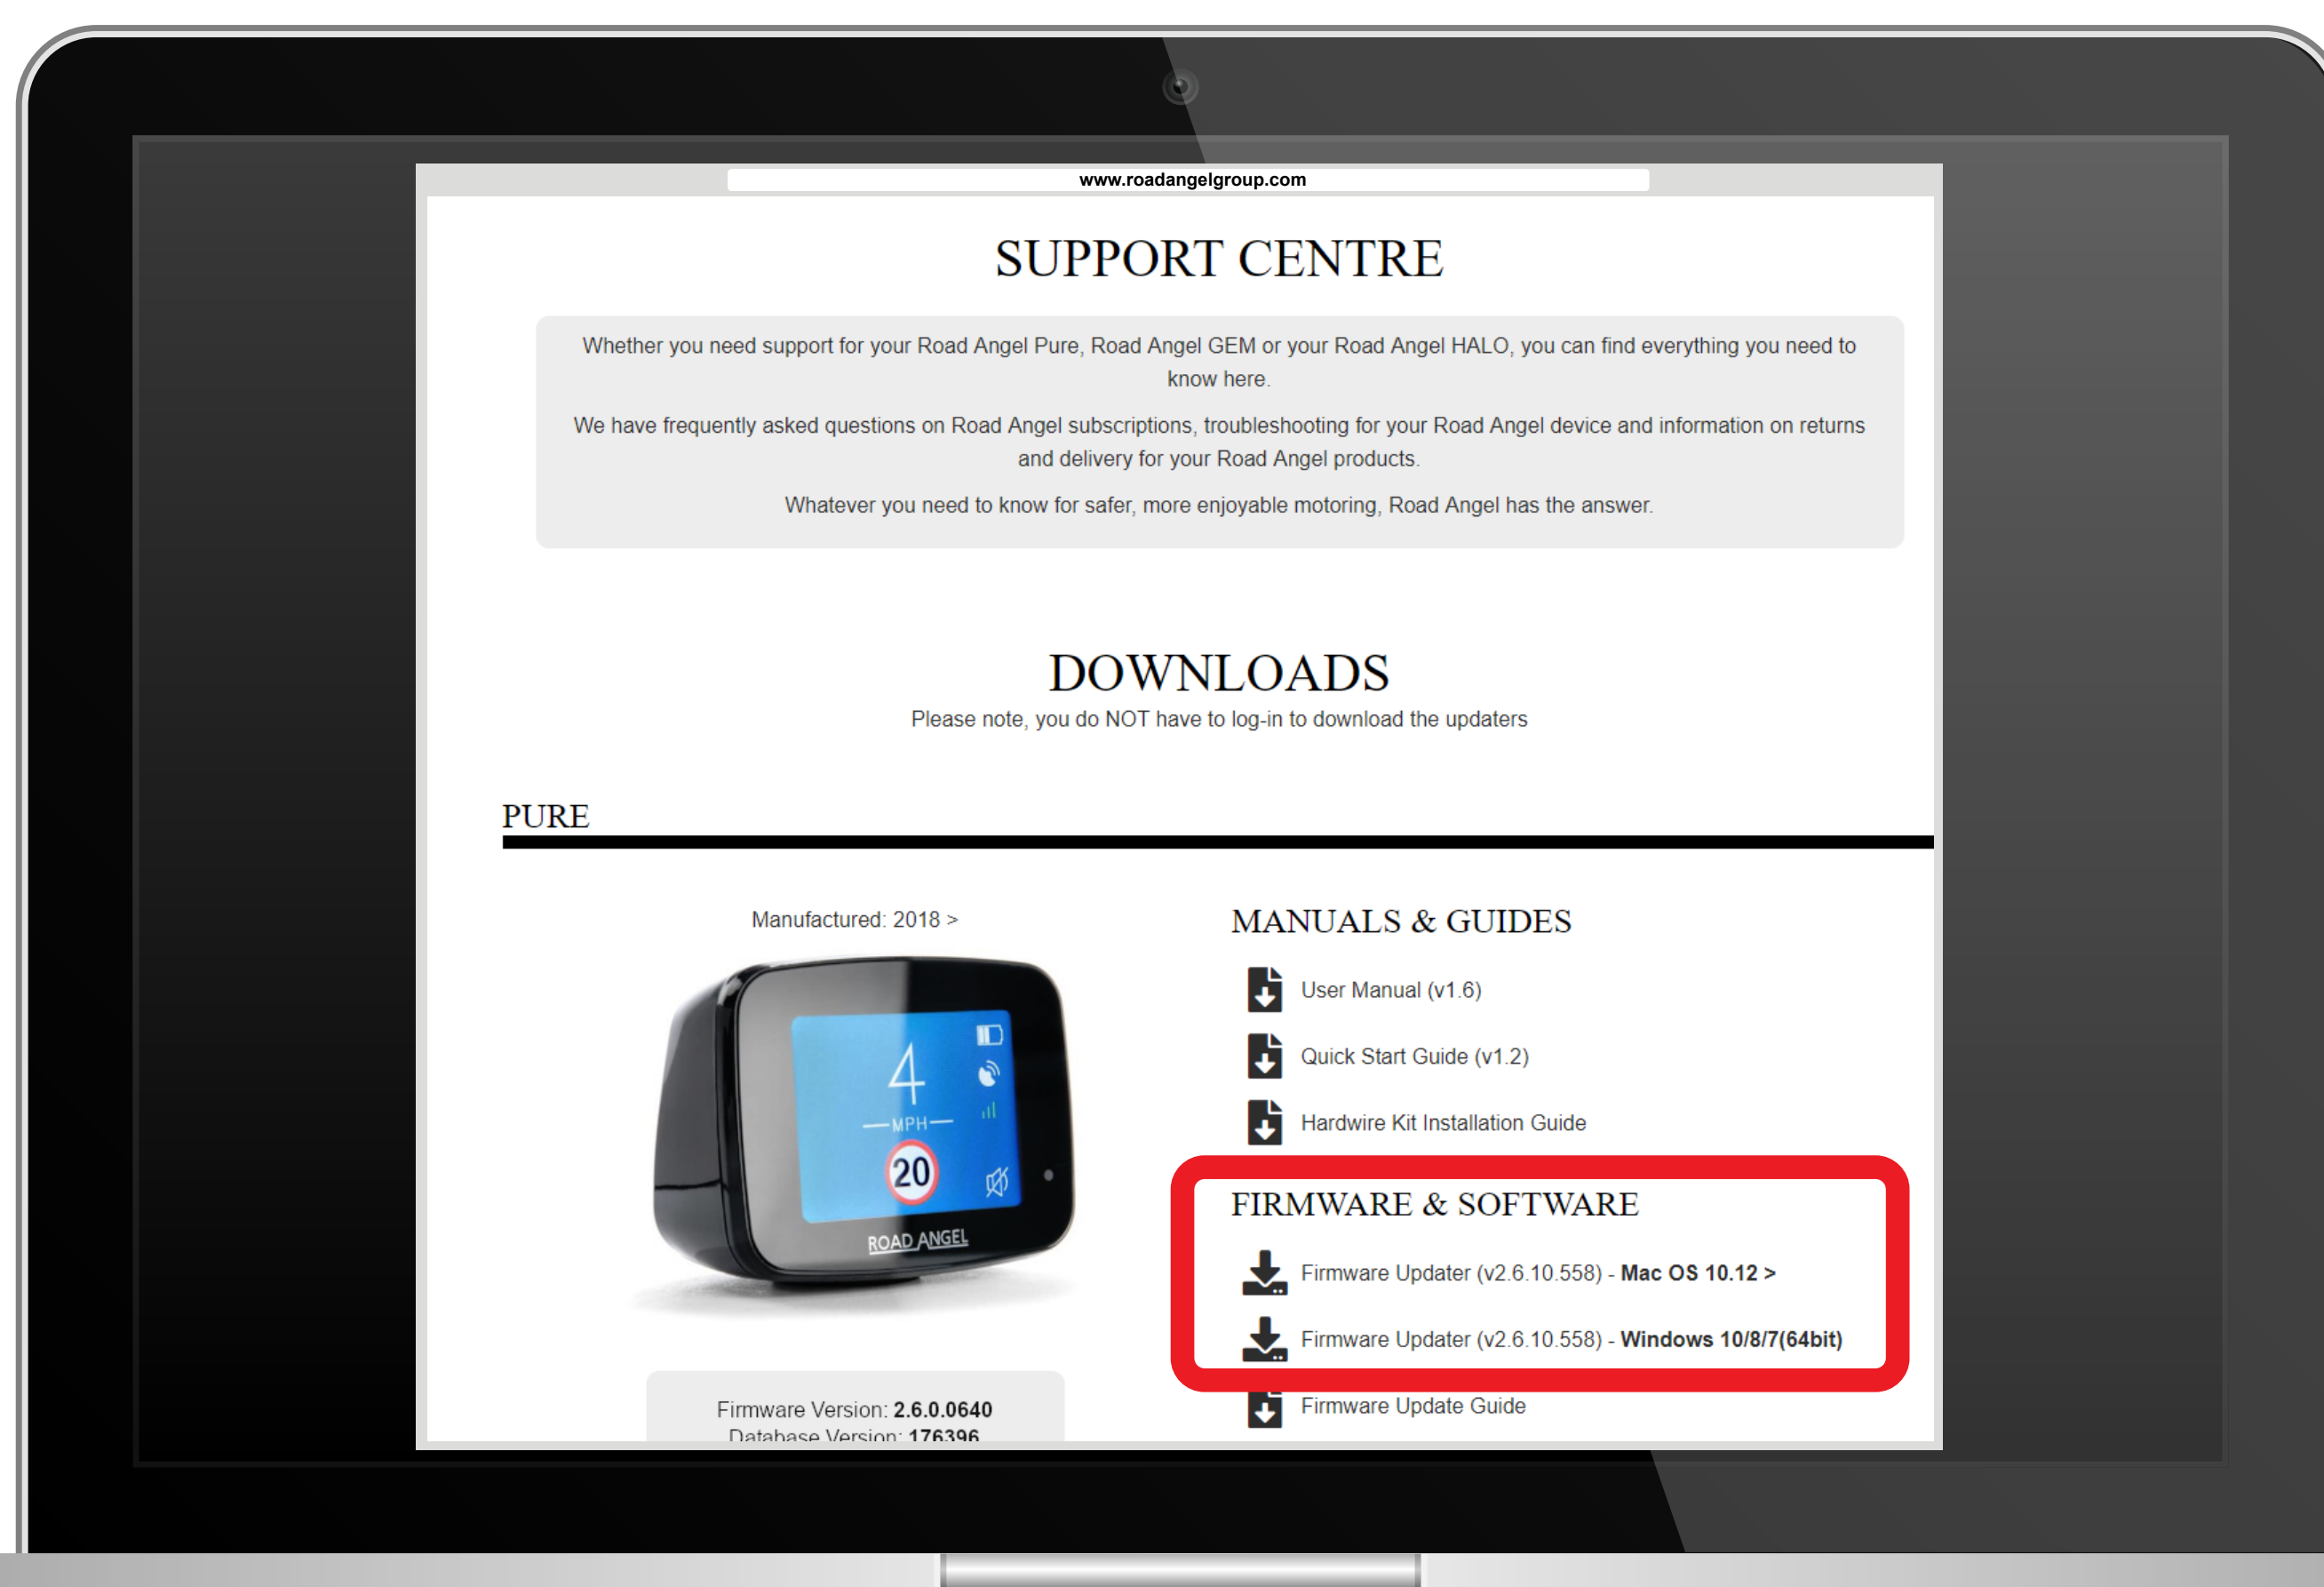 www.roadangelgroup.com
SUPPORT CENTRE
Whether you need support for your Road Angel Pure, Road Angel GEM or your Road Angel HALO, you can find everything you need to
know here.
We have frequently asked questions on Road Angel subscriptions, troubleshooting for your Road Angel device and information on returns
and delivery for your Road Angel products.
Whatever you need to know for safer, more enjoyable motoring, Road Angel has the answer.
DOWNLOADS
Please note, you do NOT have to log-in to download the updaters
PURE
Manufactured: 2018 >
4
MPH
20
ROAD ANGEL
Firmware Version: 2.6.0.0640
Database Version: 176396
MANUALS & GUIDES
User Manual (v1.6)
Quick Start Guide (v1.2)
Hardwire Kit Installation Guide
FIRMWARE & SOFTWARE
Firmware Updater (v2.6.10.558) - Mac OS 10.12 >
Firmware Updater (v2.6.10.558) - Windows 10/8/7(64bit)
Firmware Update Guide